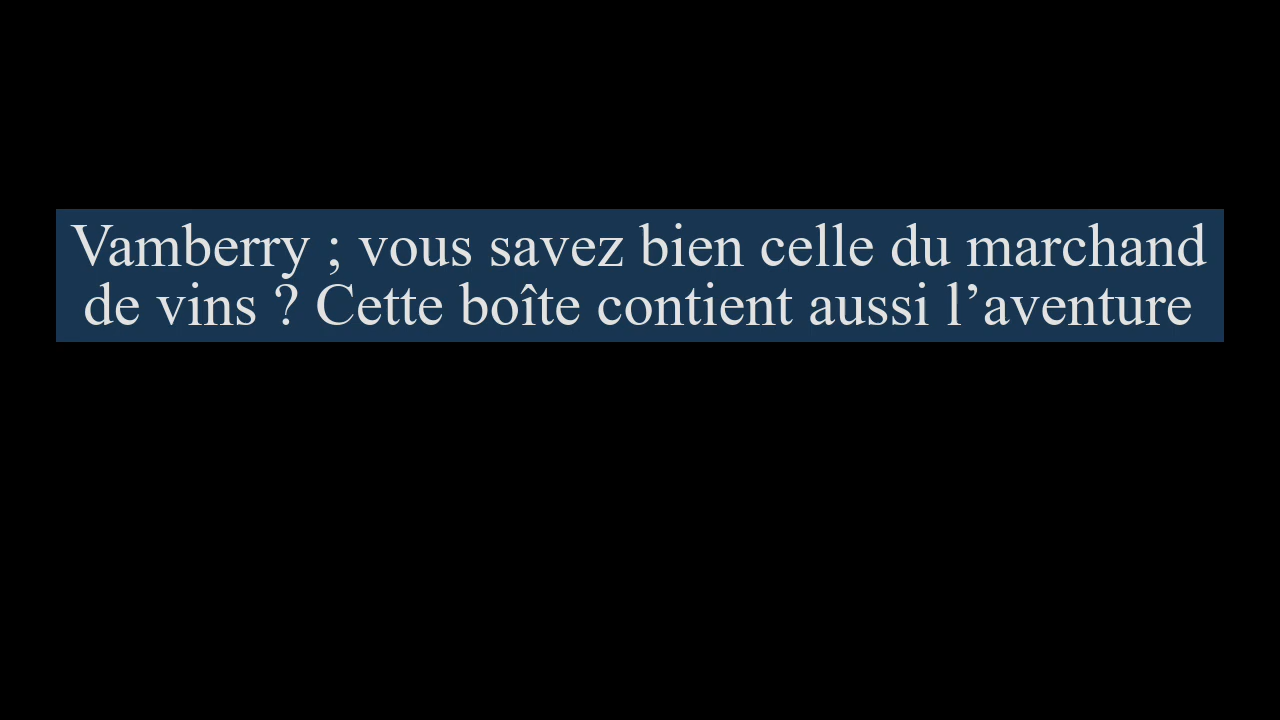 Vamberry ; vous savez bien celle du marchand
de vins ? Cette boîte contient aussi l’aventure